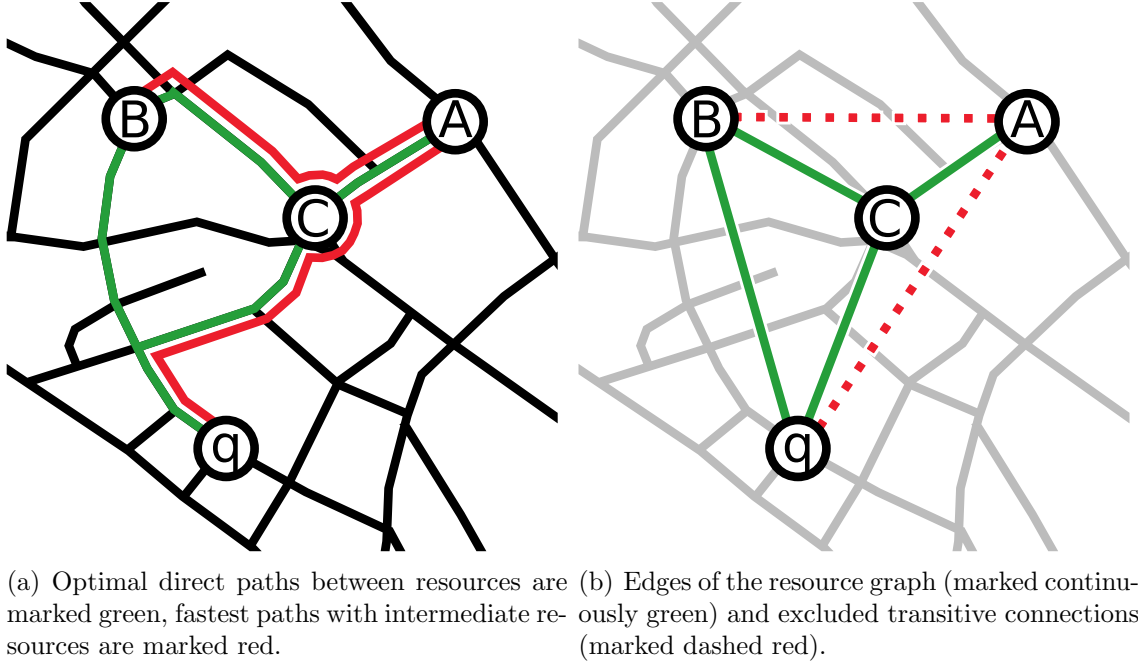 B
A
C
q
B
A
C
q
(a) Optimal direct paths between resources are
marked green, fastest paths with intermediate re-
sources are marked red.
(b) Edges of the resource graph (marked continu-
ously green) and excluded transitive connections
(marked dashed red).